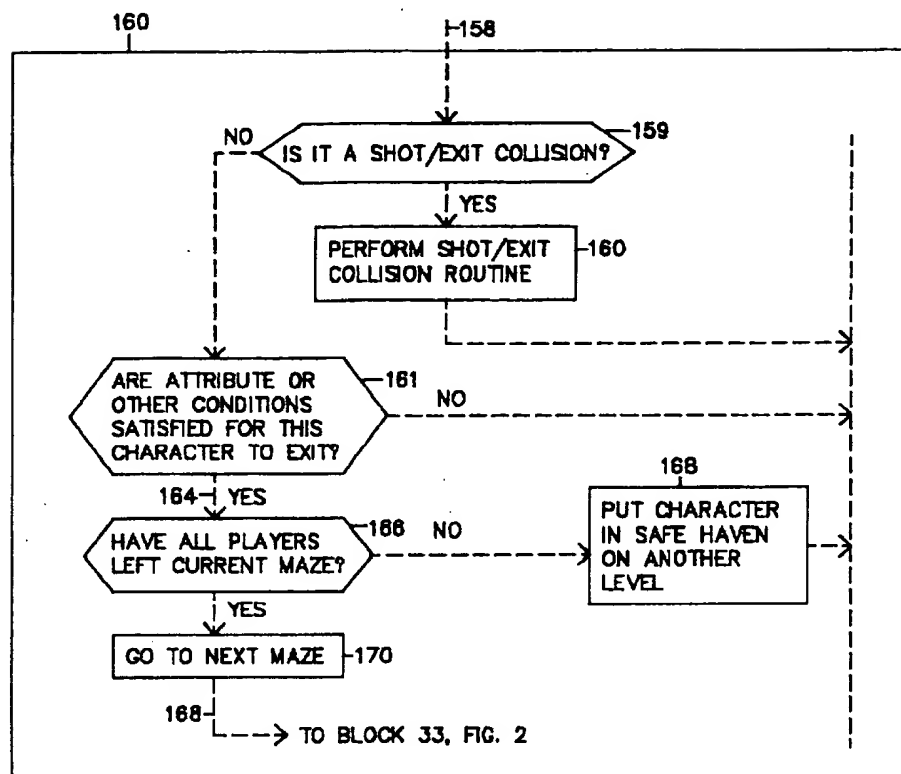 160
158
NO
IS IT A SHOT/EXIT COLLISION?
159
YES
PERFORM SHOT/EXIT
COLLISION ROUTINE
160
ARE ATTRIBUTE OR
OTHER CONDITIONS
SATISFIED FOR THIS
CHARACTER TO EXIT?
161
NO
164
YES
168
PUT CHARACTER
IN SAFE HAVEN
ON ANOTHER
LEVEL
HAVE ALL PLAYERS
LEFT CURRENT MAZE?
166
NO
YES
GO TO NEXT MAZE
170
168
TO BLOCK 33, FIG. 2